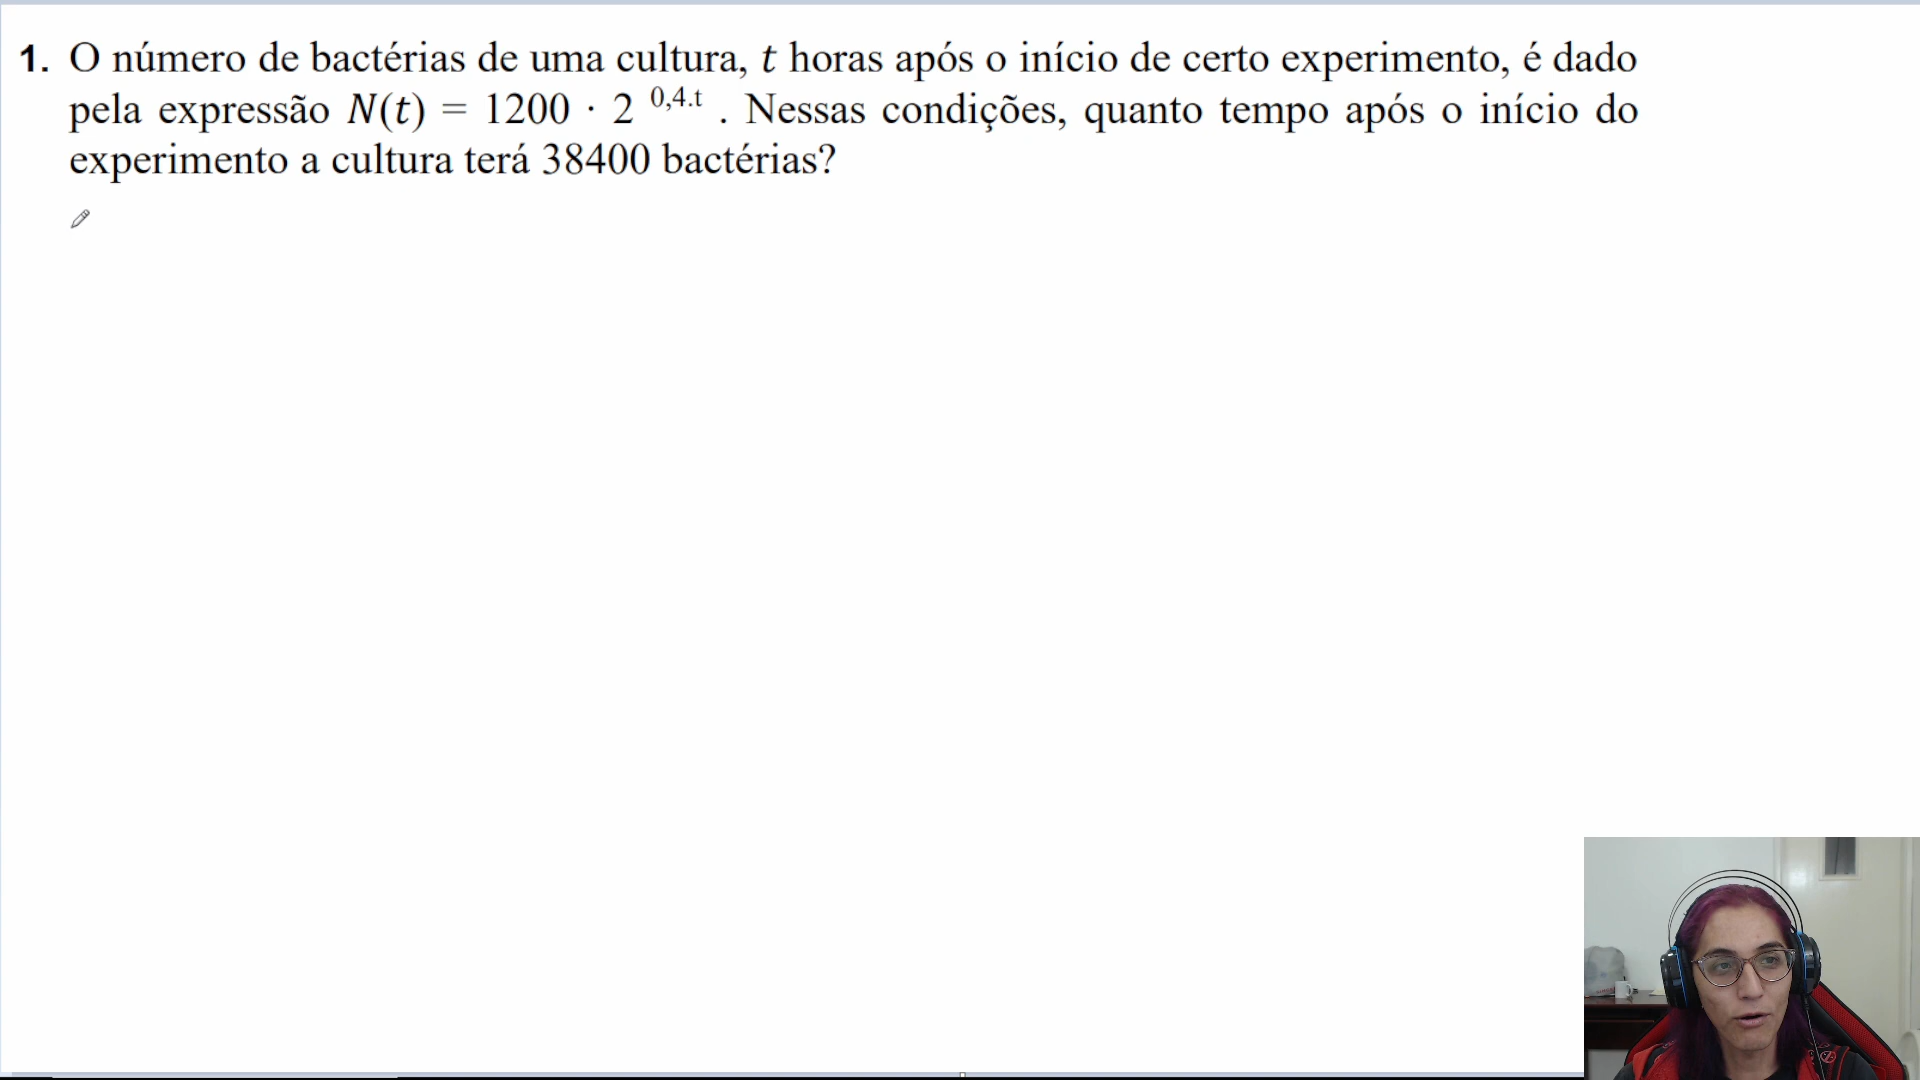 1. O número de bactérias de uma cultura, t horas após o início de certo experimento, é dado
pela expressão N(t) = 1200 · 2 ^0,4.t . Nessas condições, quanto tempo após o início do
experimento a cultura terá 38400 bactérias?